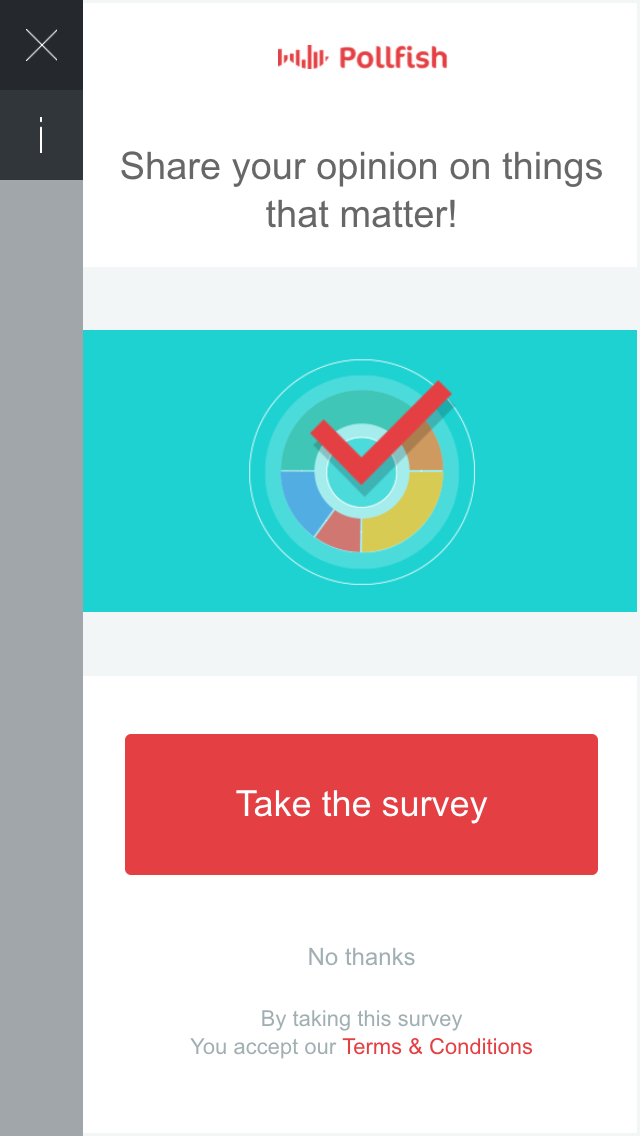 Pollfish
Share your opinion on things
that matter!
Take the survey
No thanks
By taking this survey
You accept our Terms & Conditions